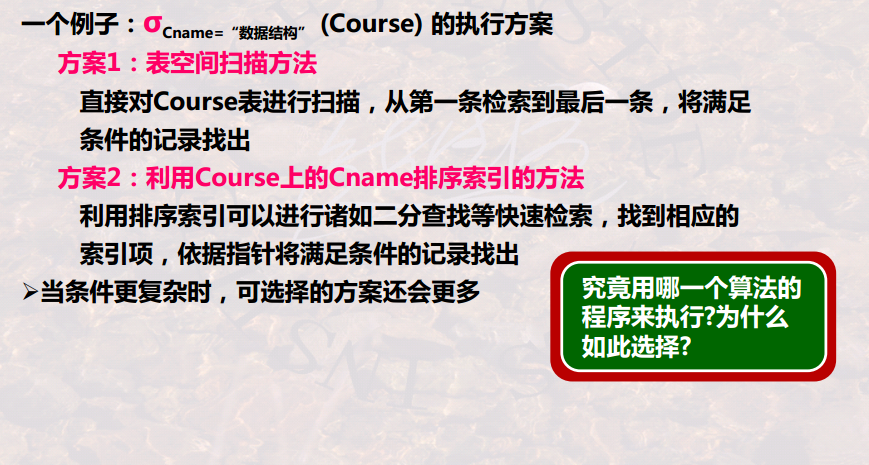 一个例子：σCname=“数据结构” (Course) 的执行方案
方案1：表空间扫描方法
直接对Course表进行扫描，从第一条检索到最后一条，将满足
条件的记录找出
方案2：利用Course上的Cname排序索引的方法
利用排序索引可以进行诸如二分查找等快速检索，找到相应的
索引项，依据指针将满足条件的记录找出
➢当条件更复杂时，可选择的方案还会更多
究竟用哪一个算法的
程序来执行?为什么
如此选择?